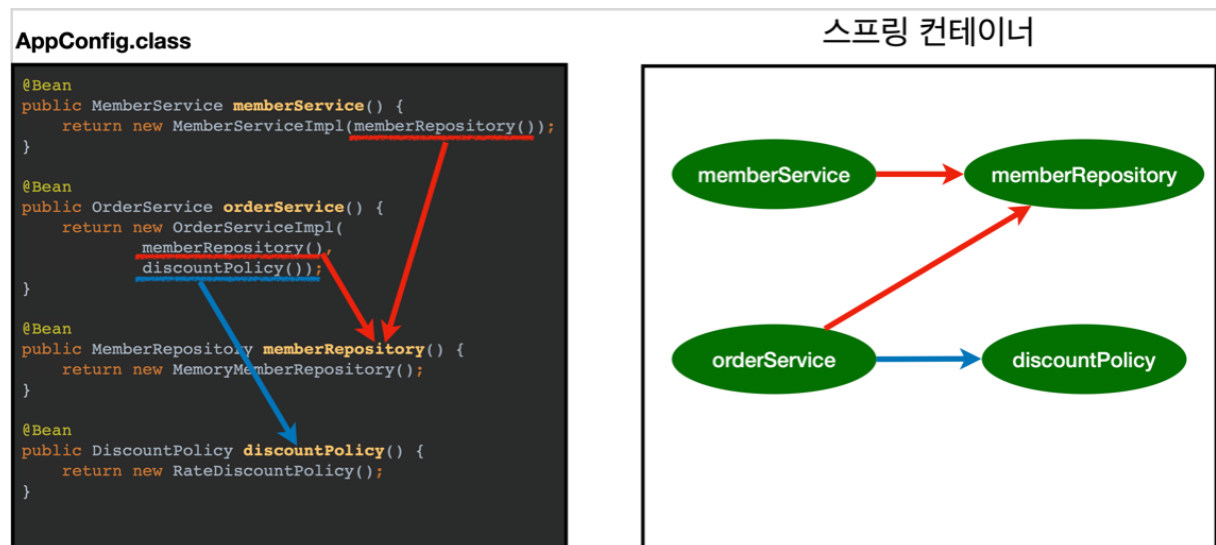 AppConfig.class
@Bean
public MemberService memberService() {
    return new MemberServiceImpl(memberRepository());
}
@Bean
public OrderService orderService() {
    return new OrderServiceImpl(
            memberRepository(),
            discountPolicy());
}
@Bean
public MemberRepository memberRepository() {
    return new MemoryMemberRepository();
}
@Bean
public DiscountPolicy discountPolicy() {
    return new RateDiscountPolicy();
}
스프링 컨테이너
memberService
memberRepository
orderService
discountPolicy